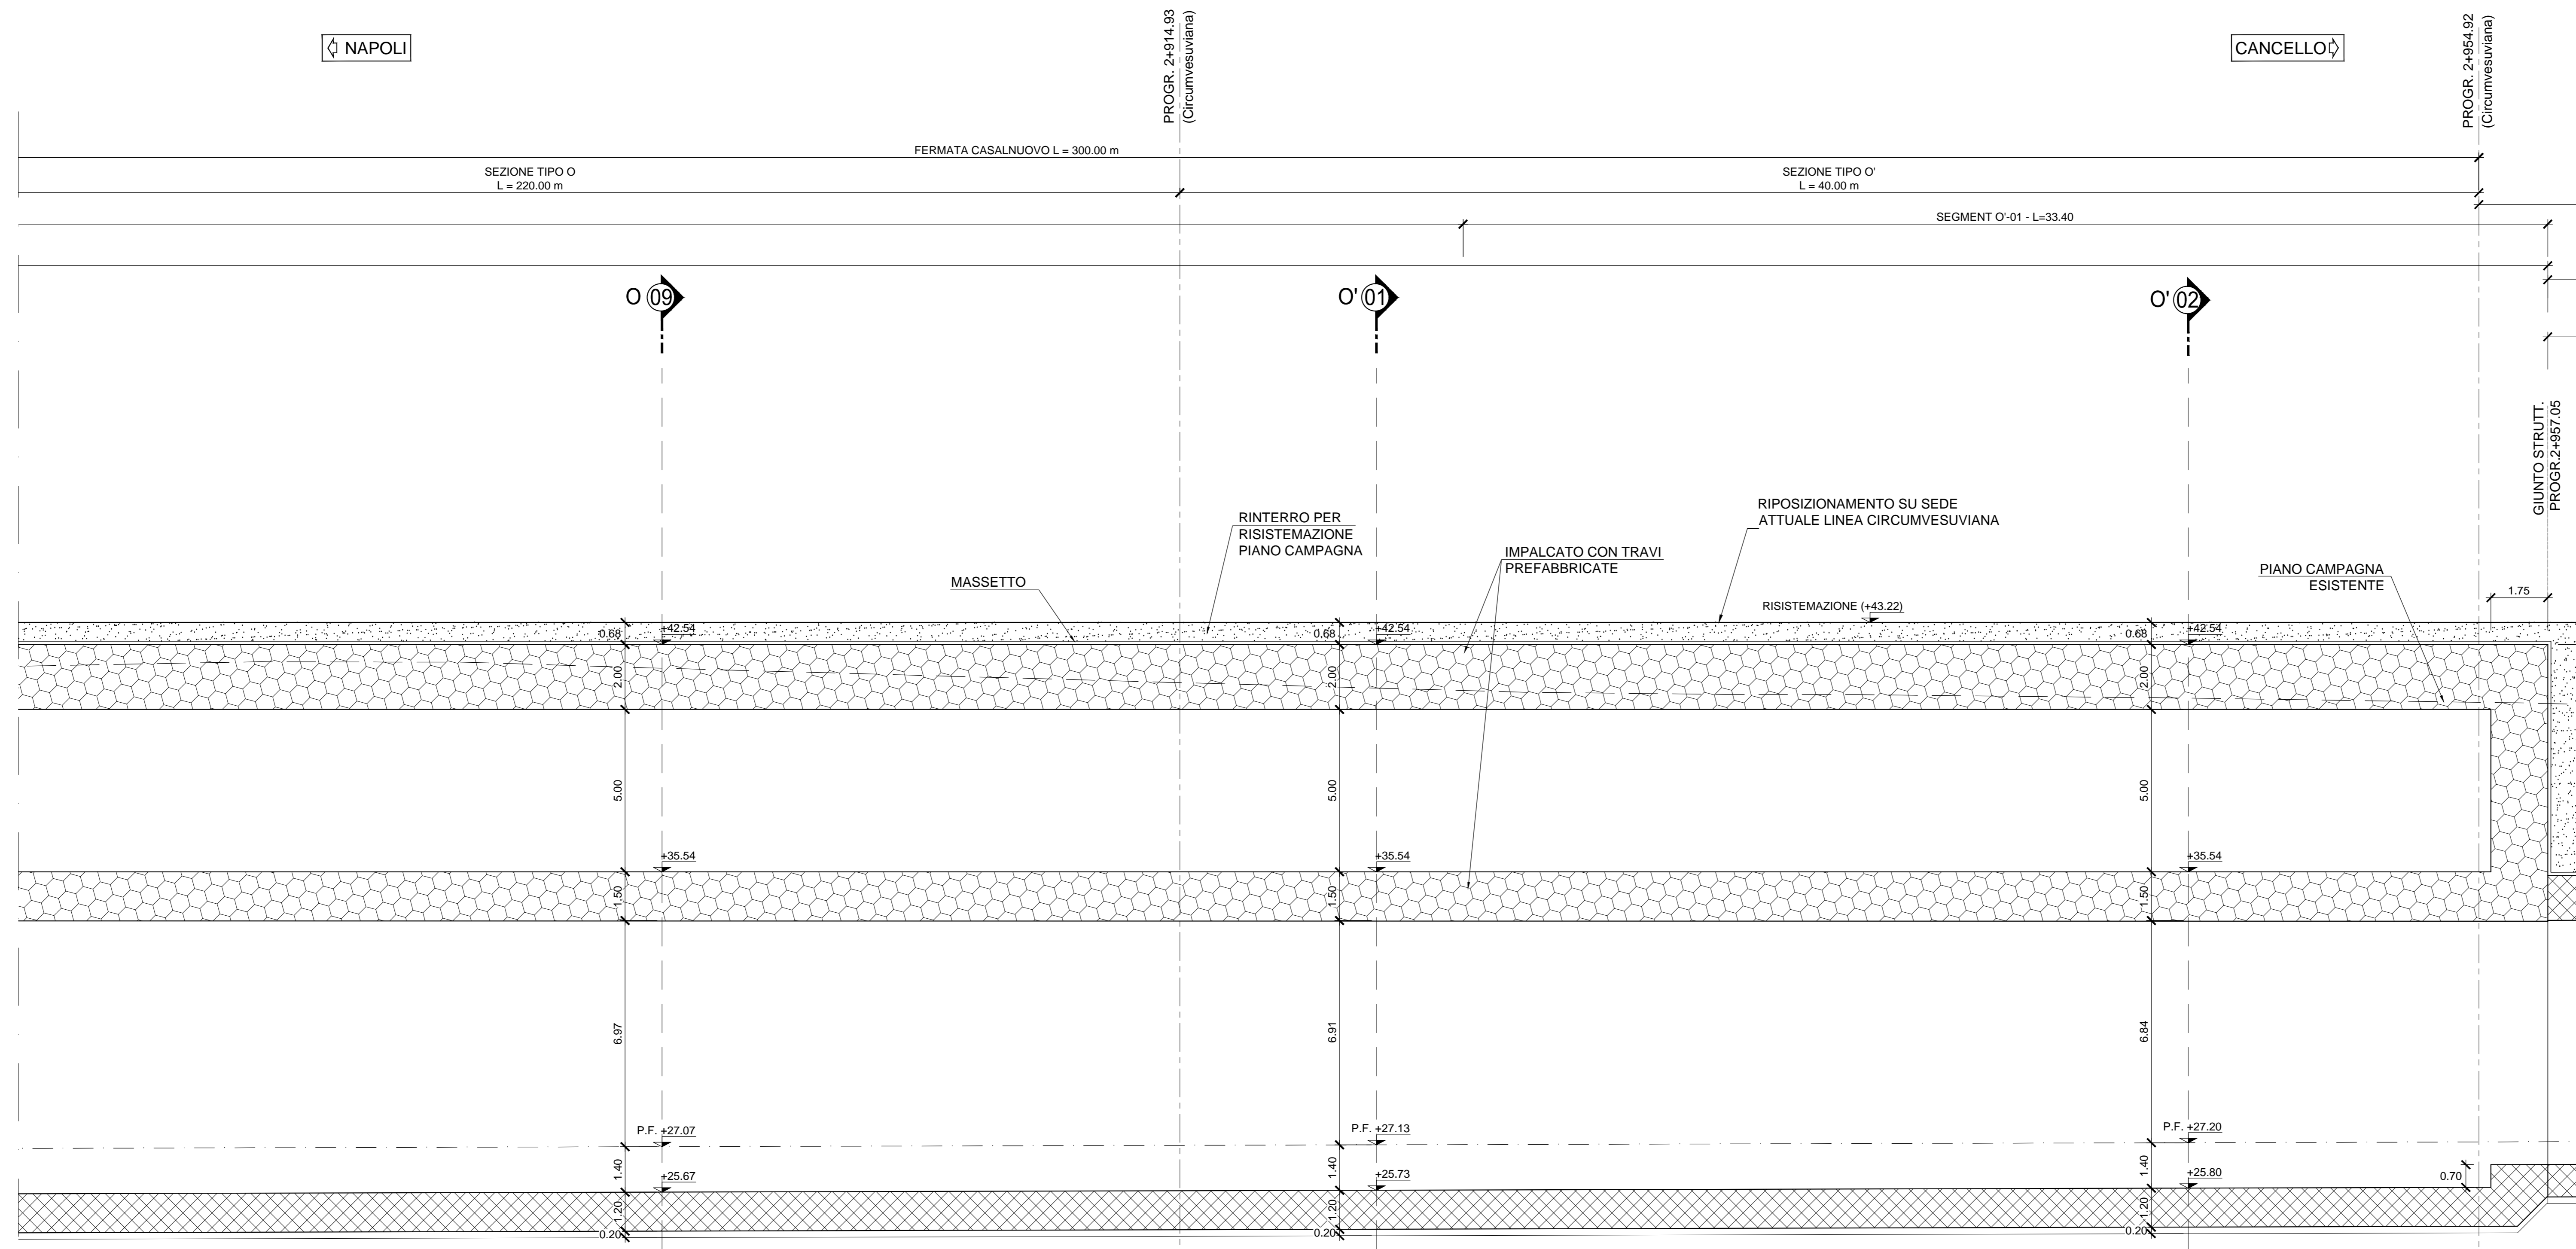 NAPOLI
PROGR. 2+914.93
(Circumvesuviana)
CANCELLO
PROGR. 2+954.92
(Circumvesuviana)
FERMATA CASALNUOVO L = 300.00 m
SEZIONE TIPO O
L = 220.00 m
SEZIONE TIPO O'
L = 40.00 m
SEGMENT O'-01 - L=33.40
O 09
O' 01
O' 02
GIUNTO STRUTT.
PROGR.2+957.05
RINTERRO PER
RISISTEMAZIONE
PIANO CAMPAGNA
RIPOSIZIONAMENTO SU SEDE
ATTUALE LINEA CIRCUMVESUVIANA
IMPALCATO CON TRAVI
PREFABBRICATE
MASSETTO
PIANO CAMPAGNA
ESISTENTE
1.75
RISISTEMAZIONE (+43.22)
0.68
+42.54
0.68
+42.54
0.68
+42.54
2.00
2.00
2.00
5.00
5.00
5.00
+35.54
+35.54
+35.54
1.50
1.50
1.50
6.97
6.91
6.84
P.F. +27.07
P.F. +27.13
P.F. +27.20
1.40
+25.67
1.40
+25.73
1.40
+25.80
0.70
1.20
1.20
1.20
0.20
0.20
0.20